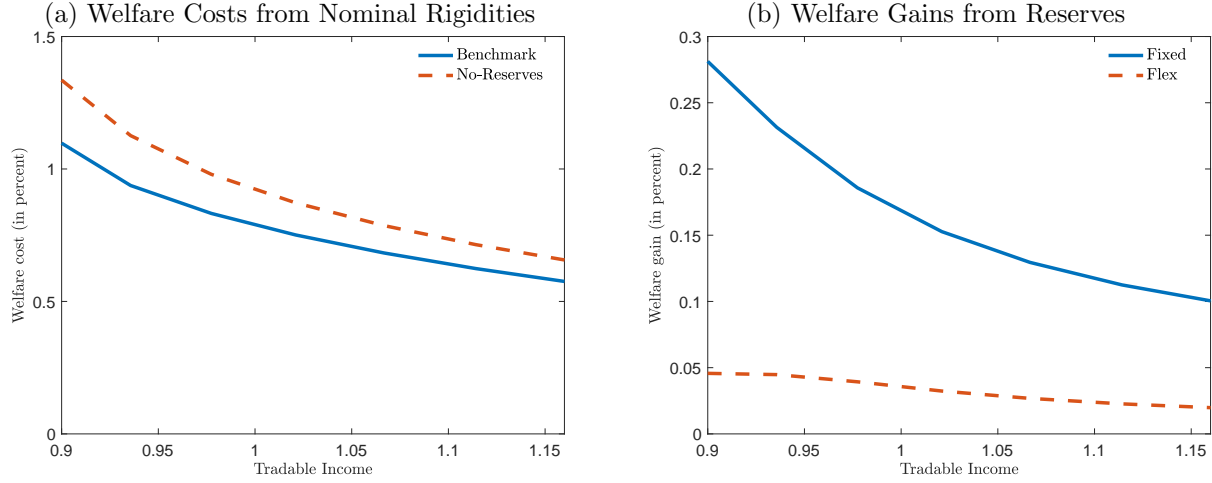 (a) Welfare Costs from Nominal Rigidities
1.5
1
0.5
0
Welfare cost (in percent)
0.9
0.95
1
1.05
1.1
1.15
Tradable Income
Benchmark
No-Reserves
(b) Welfare Gains from Reserves
0.3
0.25
0.2
0.15
0.1
0.05
0
Welfare gain (in percent)
0.9
0.95
1
1.05
1.1
1.15
Tradable Income
Fixed
Flex